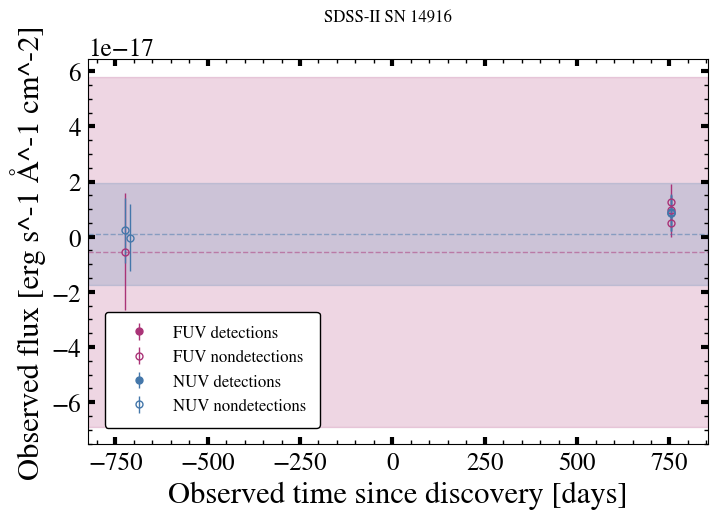 SDSS-II SN 14916
1e−17
Observed flux [erg s^-1 Å^-1 cm^-2]
6
4
2
0
−2
−4
−6
FUV detections
FUV nondetections
NUV detections
NUV nondetections
−750 −500 −250 0 250 500 750
Observed time since discovery [days]